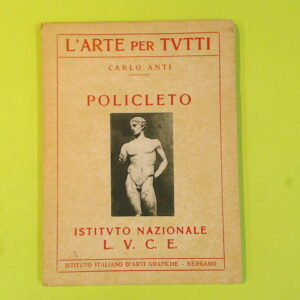 L'ARTE PER TVTTI
CARLO ANTI
POLICLETO
ISTITVTO NAZIONALE
L. V. C. E.
ISTITUTO ITALIANO D'ARTI GRAFICHE - BERGAMO